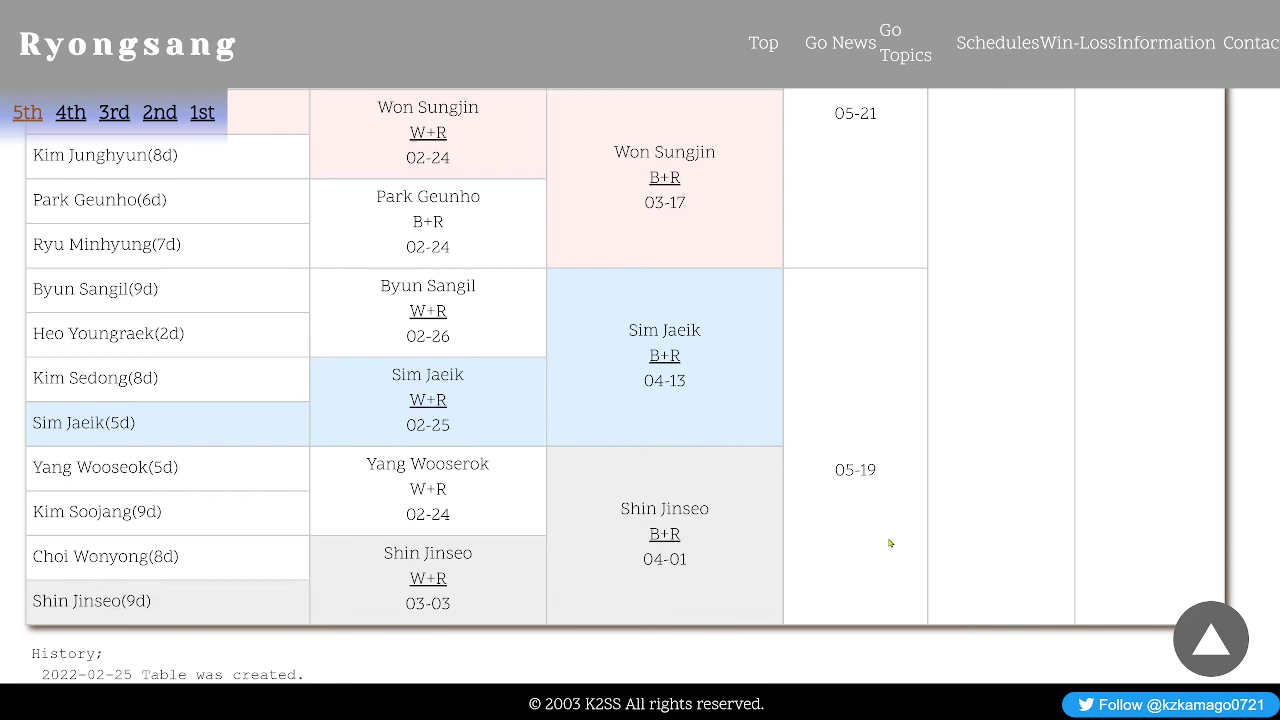 Ryongsang
Top Go News Go Topics Schedules Win-Loss Information Contac
5th 4th 3rd 2nd 1st
Kim Junghyun(8d)
Park Geunho(6d)
Ryu Minhyung(7d)
Byun Sangil(9d)
Heo Youngraek(2d)
Kim Sedong(8d)
Sim Jaeik(5d)
Yang Wooseok(5d)
Kim Soojang(9d)
Choi Wonyong(8d)
Shin Jinseo(9d)
Won Sungjin
W+R
02-24
Park Geunho
B+R
02-24
Byun Sangil
W+R
02-26
Sim Jaeik
W+R
02-25
Yang Wooserok
W+R
02-24
Shin Jinseo
W+R
03-03
Won Sungjin
B+R
03-17
Sim Jaeik
B+R
04-13
Shin Jinseo
B+R
04-01
05-21
05-19
History;
2022-02-25 Table was created.
© 2003 K2SS All rights reserved.
Follow @kzkamago0721